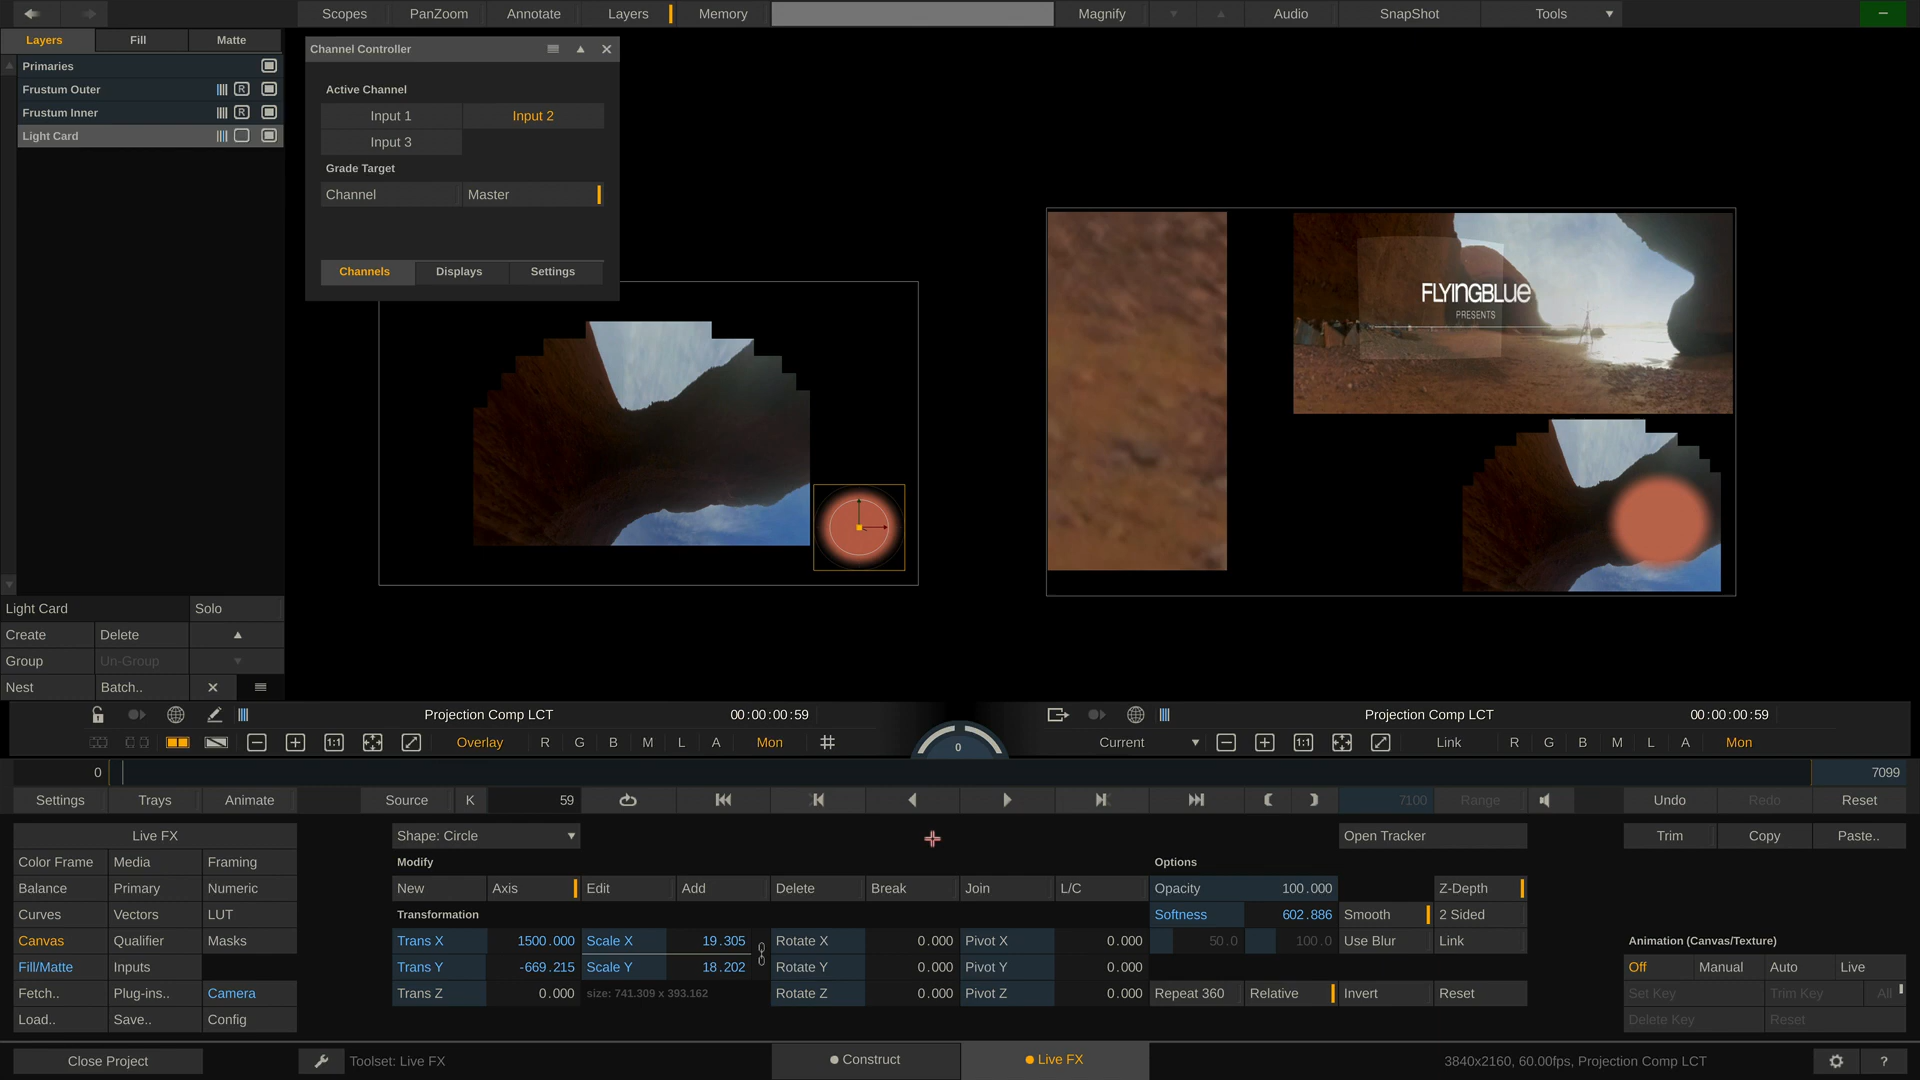 Scopes PanZoom Annotate Layers Memory Magnify Audio SnapShot Tools
Layers Fill Matte
Primaries
Frustum Outer R
Frustum Inner R
Light Card
Channel Controller
Active Channel
Input 1 Input 2
Input 3
Grade Target
Channel Master
Channels Displays Settings
FLYINGBLUE
PRESENTS
Light Card Solo
Create Delete
Group Un-Group
Nest Batch..
Projection Comp LCT 00:00:00:59 Projection Comp LCT 00:00:00:59
1:1 Overlay R G B M L A Mon 0 Current 1:1 Link R G B M L A Mon
0 7099
Settings Trays Animate Source K 59 7100 Range Undo Redo Reset
Live FX Shape: Circle Open Tracker Trim Copy Paste..
Color Frame Media Framing Modify Options
Balance Primary Numeric New Axis Edit Add Delete Break Join L/C Opacity 100.000 Z-Depth
Curves Vectors LUT Transformation Softness 602.886 Smooth 2 Sided
Canvas Qualifier Masks Trans X 1500.000 Scale X 19.305 Rotate X 0.000 Pivot X 0.000 50.0 100.0 Use Blur Link Animation (Canvas/Texture)
Fill/Matte Inputs Trans Y -669.215 Scale Y 18.202 Rotate Y 0.000 Pivot Y 0.000 Off Manual Auto Live
Fetch.. Plug-ins.. Camera Trans Z 0.000 size: 741.309 x 393.162 Rotate Z 0.000 Pivot Z 0.000 Repeat 360 Relative Invert Reset Set Key Trim Key All
Load.. Save.. Config Delete Key Reset
Close Project Toolset: Live FX Construct Live FX 3840x2160, 60.00fps, Projection Comp LCT ?